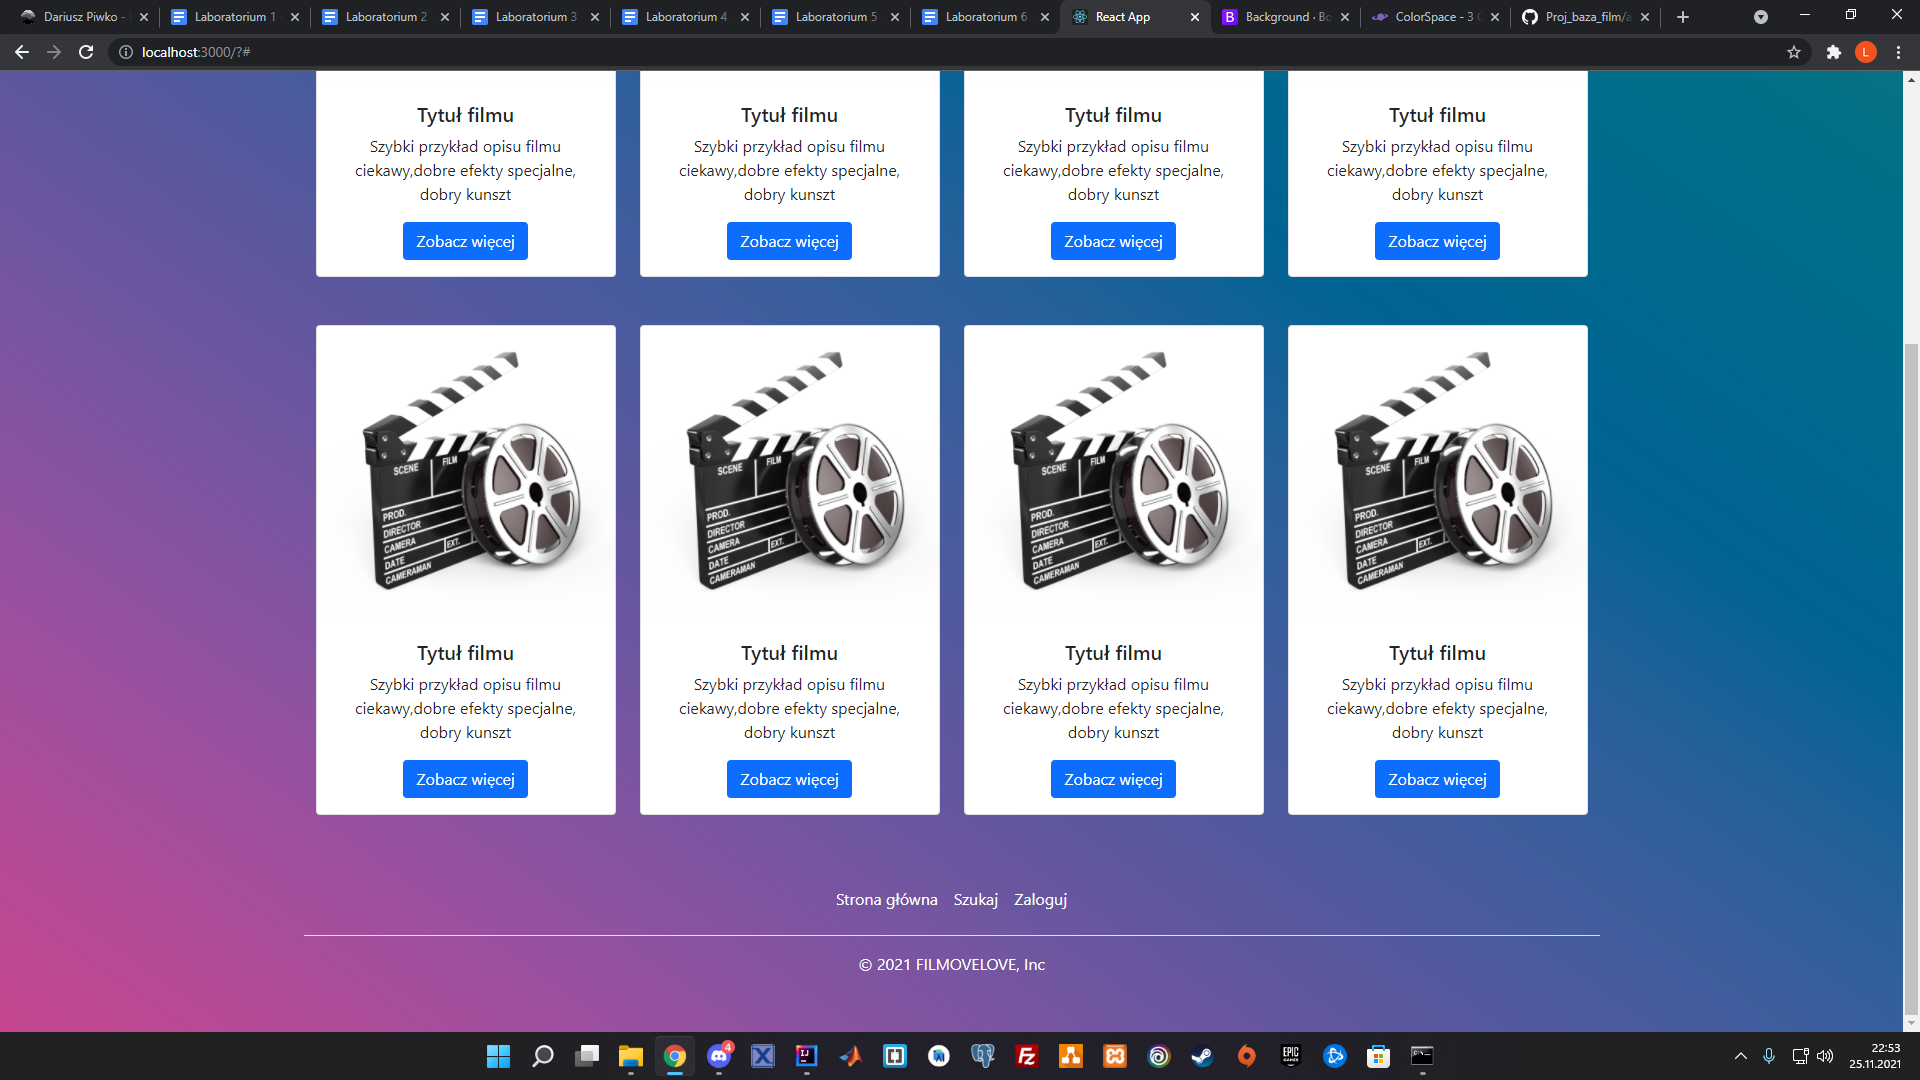 Dariusz Piwko -
Laboratorium 1
Laboratorium 2
Laboratorium 3
Laboratorium 4
Laboratorium 5
Laboratorium 6
React App
Background · Bo
ColorSpace - 3 C
Proj_baza_film/a
localhost:3000/?#
L
Tytuł filmu Tytuł filmu Tytuł filmu Tytuł filmu
Szybki przykład opisu filmu Szybki przykład opisu filmu Szybki przykład opisu filmu Szybki przykład opisu filmu
ciekawy,dobre efekty specjalne, ciekawy,dobre efekty specjalne, ciekawy,dobre efekty specjalne, ciekawy,dobre efekty specjalne,
dobry kunszt dobry kunszt dobry kunszt dobry kunszt
Zobacz więcej Zobacz więcej Zobacz więcej Zobacz więcej
SCENE FILM SCENE FILM SCENE FILM SCENE FILM
PROD. PROD. PROD. PROD.
DIRECTOR DIRECTOR DIRECTOR DIRECTOR
CAMERA EXT. CAMERA EXT. CAMERA EXT. CAMERA EXT.
DATE DATE DATE DATE
CAMERAMAN CAMERAMAN CAMERAMAN CAMERAMAN
Tytuł filmu Tytuł filmu Tytuł filmu Tytuł filmu
Szybki przykład opisu filmu Szybki przykład opisu filmu Szybki przykład opisu filmu Szybki przykład opisu filmu
ciekawy,dobre efekty specjalne, ciekawy,dobre efekty specjalne, ciekawy,dobre efekty specjalne, ciekawy,dobre efekty specjalne,
dobry kunszt dobry kunszt dobry kunszt dobry kunszt
Zobacz więcej Zobacz więcej Zobacz więcej Zobacz więcej
Strona główna Szukaj Zaloguj
© 2021 FILMOVELOVE, Inc
4
IJ
Fz
EPIC
GAMES
22:53
25.11.2021